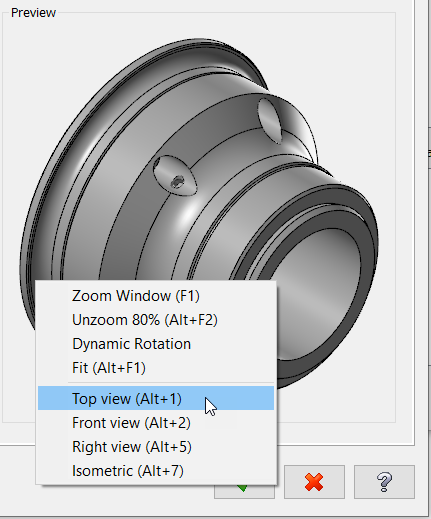 Preview
Zoom Window (F1)
Unzoom 80% (Alt+F2)
Dynamic Rotation
Fit (Alt+F1)
Top view (Alt+1)
Front view (Alt+2)
Right view (Alt+5)
Isometric (Alt+7)
?